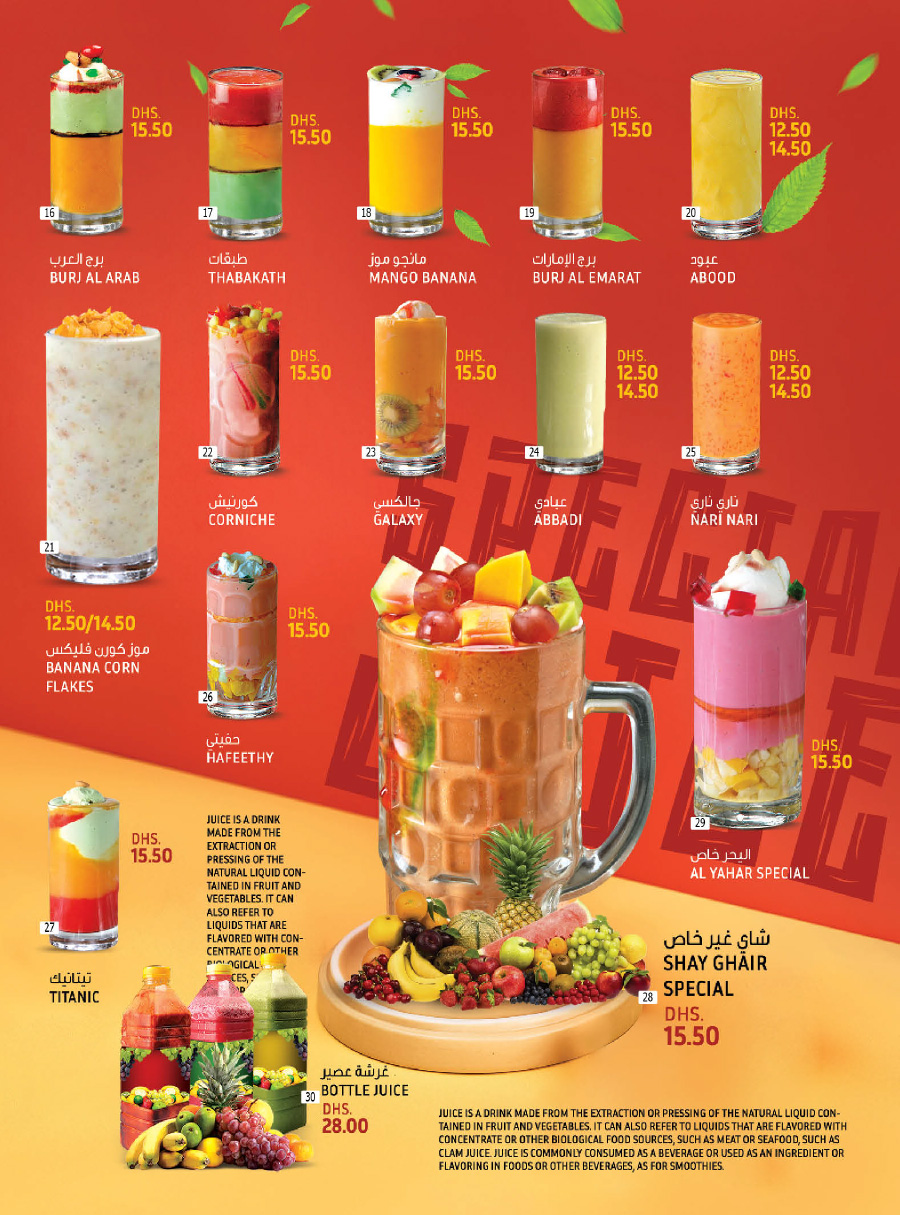 DHS.
15.50
16
برج العرب
BURJ AL ARAB
DHS.
15.50
17
طبقات
THABAKATH
DHS.
15.50
18
مانجو موز
MANGO BANANA
DHS.
15.50
19
برج الإمارات
BURJ AL EMARAT
DHS.
12.50
14.50
20
عبود
ABOOD
21
DHS.
12.50/14.50
موز كورن فليكس
BANANA CORN
FLAKES
DHS.
15.50
22
كورنيش
CORNICHE
DHS.
15.50
23
جالكسي
GALAXY
DHS.
12.50
14.50
24
عبادي
ABBADI
DHS.
12.50
14.50
25
ناري ناري
NARI NARI
SPECIAL
DHS.
15.50
26
حفيتي
HAFEETHY
DHS.
15.50
29
اليحر خاص
AL YAHAR SPECIAL
DHS.
15.50
27
تيتانيك
TITANIC
JUICE IS A DRINK
MADE FROM THE
EXTRACTION OR
PRESSING OF THE
NATURAL LIQUID CON-
TAINED IN FRUIT AND
VEGETABLES. IT CAN
ALSO REFER TO
LIQUIDS THAT ARE
FLAVORED WITH CON-
CENTRATE OR OTHER
BIOLOGICAL
28
شاي غير خاص
SHAY GHAIR
SPECIAL
DHS.
15.50
30
غرشة عصير
BOTTLE JUICE
DHS.
28.00
JUICE IS A DRINK MADE FROM THE EXTRACTION OR PRESSING OF THE NATURAL LIQUID CON-
TAINED IN FRUIT AND VEGETABLES. IT CAN ALSO REFER TO LIQUIDS THAT ARE FLAVORED WITH
CONCENTRATE OR OTHER BIOLOGICAL FOOD SOURCES, SUCH AS MEAT OR SEAFOOD, SUCH AS
CLAM JUICE. JUICE IS COMMONLY CONSUMED AS A BEVERAGE OR USED AS AN INGREDIENT OR
FLAVORING IN FOODS OR OTHER BEVERAGES, AS FOR SMOOTHIES.